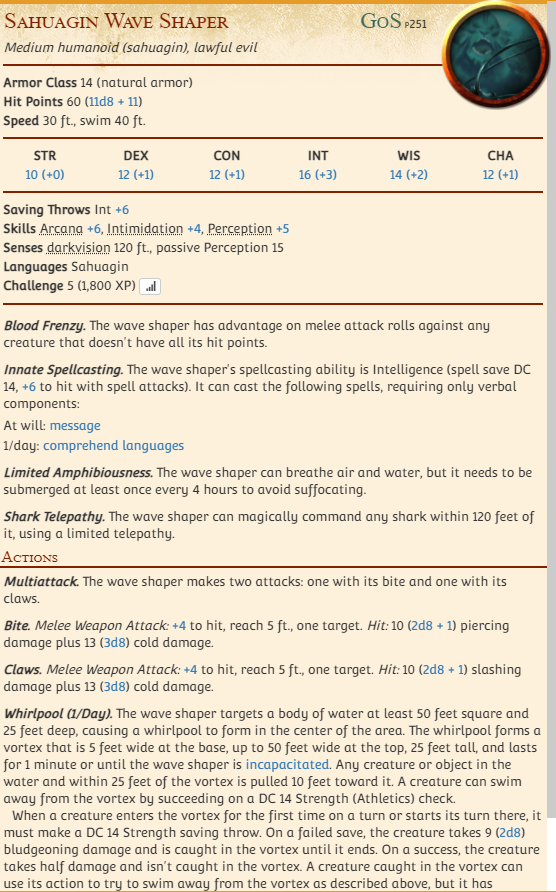 Sahuagin Wave Shaper GoS p251
Medium humanoid (sahuagin), lawful evil
Armor Class 14 (natural armor)
Hit Points 60 (11d8 + 11)
Speed 30 ft., swim 40 ft.
STR DEX CON INT WIS CHA
10 (+0) 12 (+1) 12 (+1) 16 (+3) 14 (+2) 12 (+1)
Saving Throws Int +6
Skills Arcana +6, Intimidation +4, Perception +5
Senses darkvision 120 ft., passive Perception 15
Languages Sahuagin
Challenge 5 (1,800 XP)
Blood Frenzy. The wave shaper has advantage on melee attack rolls against any
creature that doesn't have all its hit points.
Innate Spellcasting. The wave shaper's spellcasting ability is Intelligence (spell save DC
14, +6 to hit with spell attacks). It can cast the following spells, requiring only verbal
components:
At will: message
1/day: comprehend languages
Limited Amphibiousness. The wave shaper can breathe air and water, but it needs to be
submerged at least once every 4 hours to avoid suffocating.
Shark Telepathy. The wave shaper can magically command any shark within 120 feet of
it, using a limited telepathy.
Actions
Multiattack. The wave shaper makes two attacks: one with its bite and one with its
claws.
Bite. Melee Weapon Attack: +4 to hit, reach 5 ft., one target. Hit: 10 (2d8 + 1) piercing
damage plus 13 (3d8) cold damage.
Claws. Melee Weapon Attack: +4 to hit, reach 5 ft., one target. Hit: 10 (2d8 + 1) slashing
damage plus 13 (3d8) cold damage.
Whirlpool (1/Day). The wave shaper targets a body of water at least 50 feet square and
25 feet deep, causing a whirlpool to form in the center of the area. The whirlpool forms a
vortex that is 5 feet wide at the base, up to 50 feet wide at the top, 25 feet tall, and lasts
for 1 minute or until the wave shaper is incapacitated. Any creature or object in the
water and within 25 feet of the vortex is pulled 10 feet toward it. A creature can swim
away from the vortex by succeeding on a DC 14 Strength (Athletics) check.
When a creature enters the vortex for the first time on a turn or starts its turn there, it
must make a DC 14 Strength saving throw. On a failed save, the creature takes 9 (2d8)
bludgeoning damage and is caught in the vortex until it ends. On a success, the creature
takes half damage and isn't caught in the vortex. A creature caught in the vortex can
use its action to try to swim away from the vortex as described above, but it has